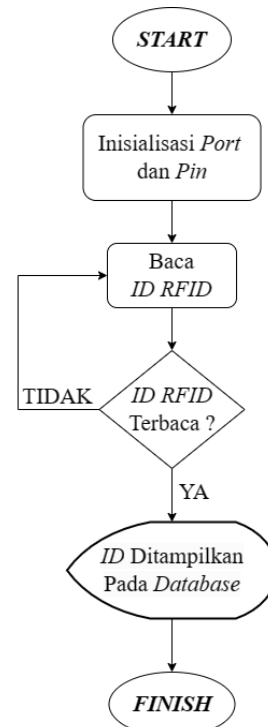 START
Inisialisasi Port
dan Pin
Baca
ID RFID
ID RFID
Terbaca ?
TIDAK
YA
ID Ditampilkan
Pada Database
FINISH